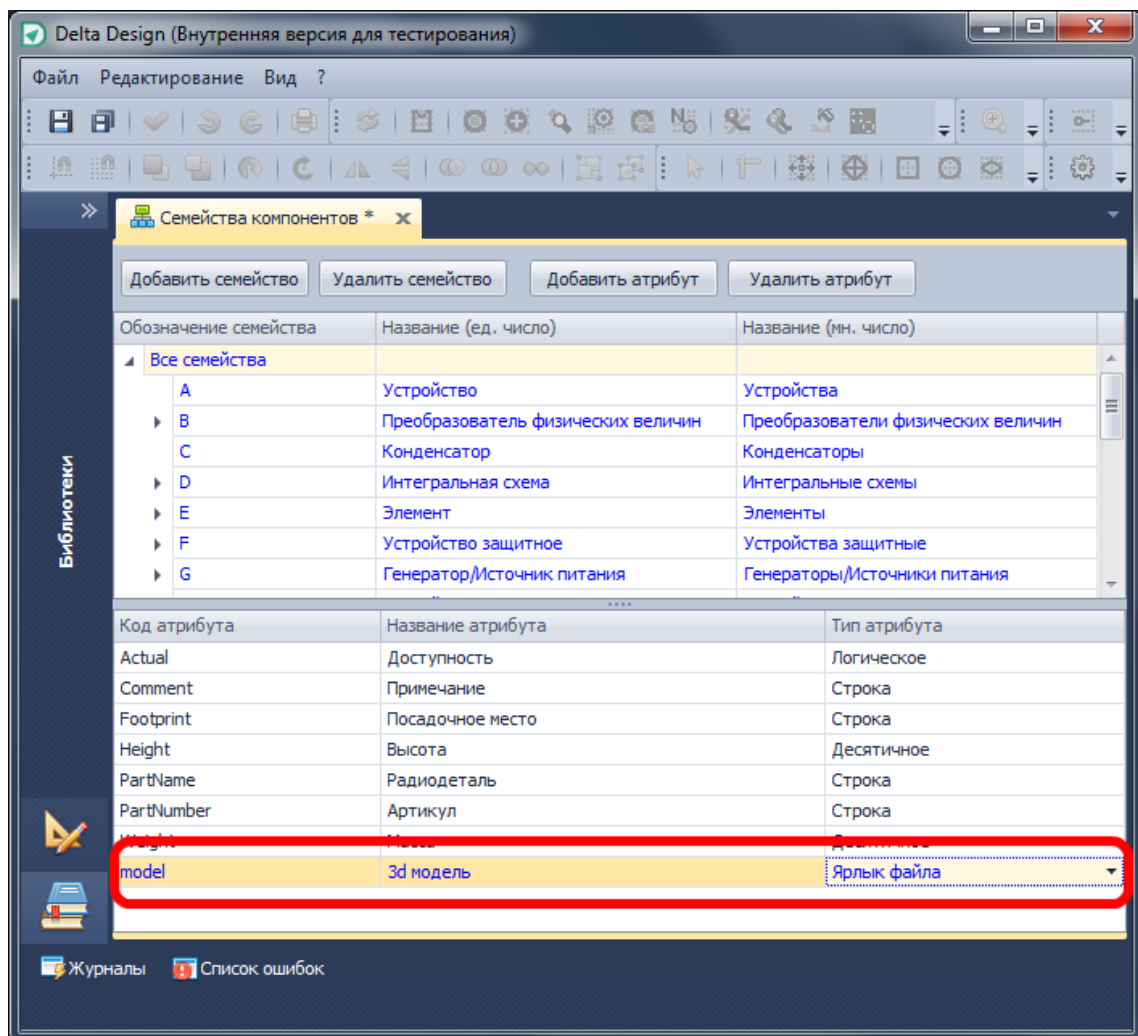 Delta Design (Внутренняя версия для тестирования)
Файл Редактирование Вид ?
Семейства компонентов *
Добавить семейство Удалить семейство Добавить атрибут Удалить атрибут
Обозначение семейства Название (ед. число) Название (мн. число)
Все семейства
A Устройство Устройства
B Преобразователь физических величин Преобразователи физических величин
C Конденсатор Конденсаторы
D Интегральная схема Интегральные схемы
E Элемент Элементы
F Устройство защитное Устройства защитные
G Генератор/Источник питания Генераторы/Источники питания
Библиотеки
Код атрибута Название атрибута Тип атрибута
Actual Доступность Логическое
Comment Примечание Строка
Footprint Посадочное место Строка
Height Высота Десятичное
PartName Радиодеталь Строка
PartNumber Артикул Строка
model 3d модель Ярлык файла
Журналы Список ошибок